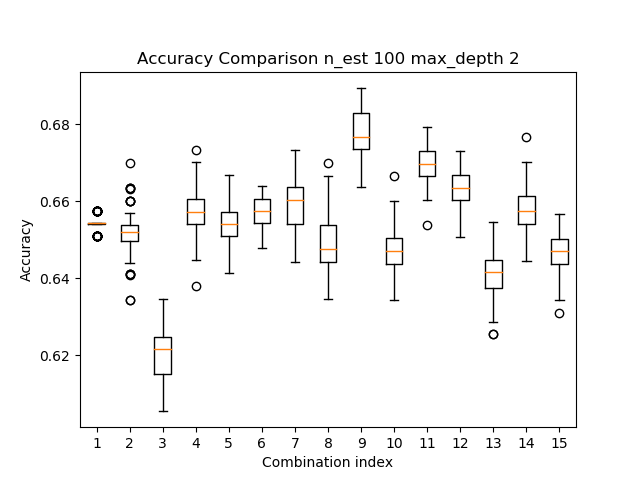 Accuracy Comparison n_est 100 max_depth 2
0.68
0.66
0.64
0.62
Accuracy
1 2 3 4 5 6 7 8 9 10 11 12 13 14 15
Combination index